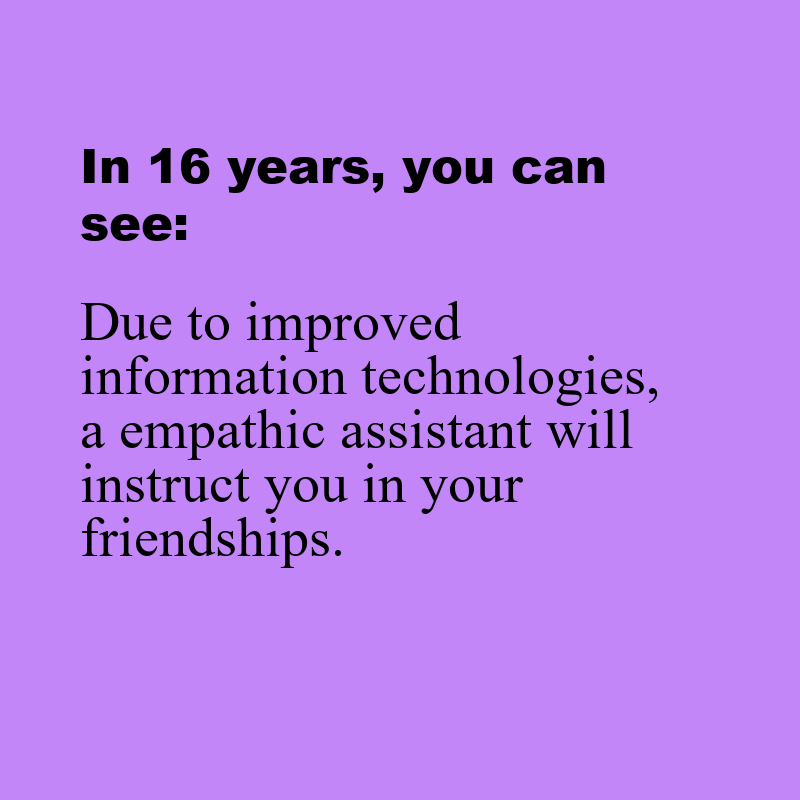 In 16 years, you can
see:
Due to improved
information technologies,
a empathic assistant will
instruct you in your
friendships.